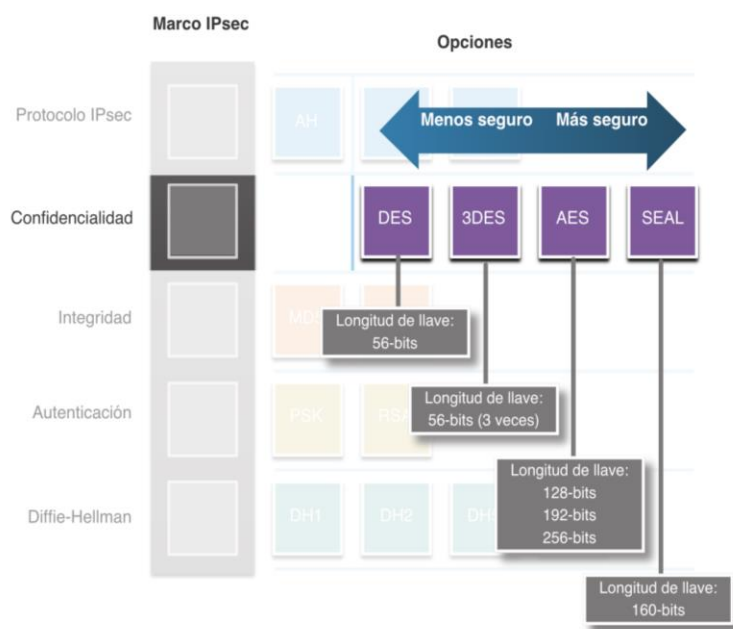 Marco IPsec
Opciones
Protocolo IPsec
AH
Menos seguro
Más seguro
Confidencialidad
DES
3DES
AES
SEAL
Integridad
Longitud de llave:
56-bits
Autenticación
PSK
Longitud de llave:
56-bits (3 veces)
Longitud de llave:
128-bits
192-bits
256-bits
Diffie-Hellman
DH1
DH2
Longitud de llave:
160-bits